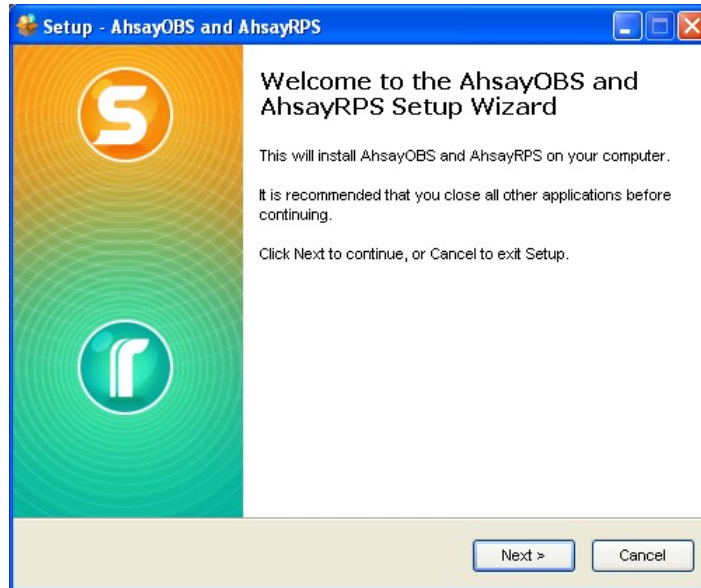 Setup - AhsayOBS and AhsayRPS
Welcome to the AhsayOBS and
AhsayRPS Setup Wizard
This will install AhsayOBS and AhsayRPS on your computer.
It is recommended that you close all other applications before
continuing.
Click Next to continue, or Cancel to exit Setup.
S
r
Next >
Cancel